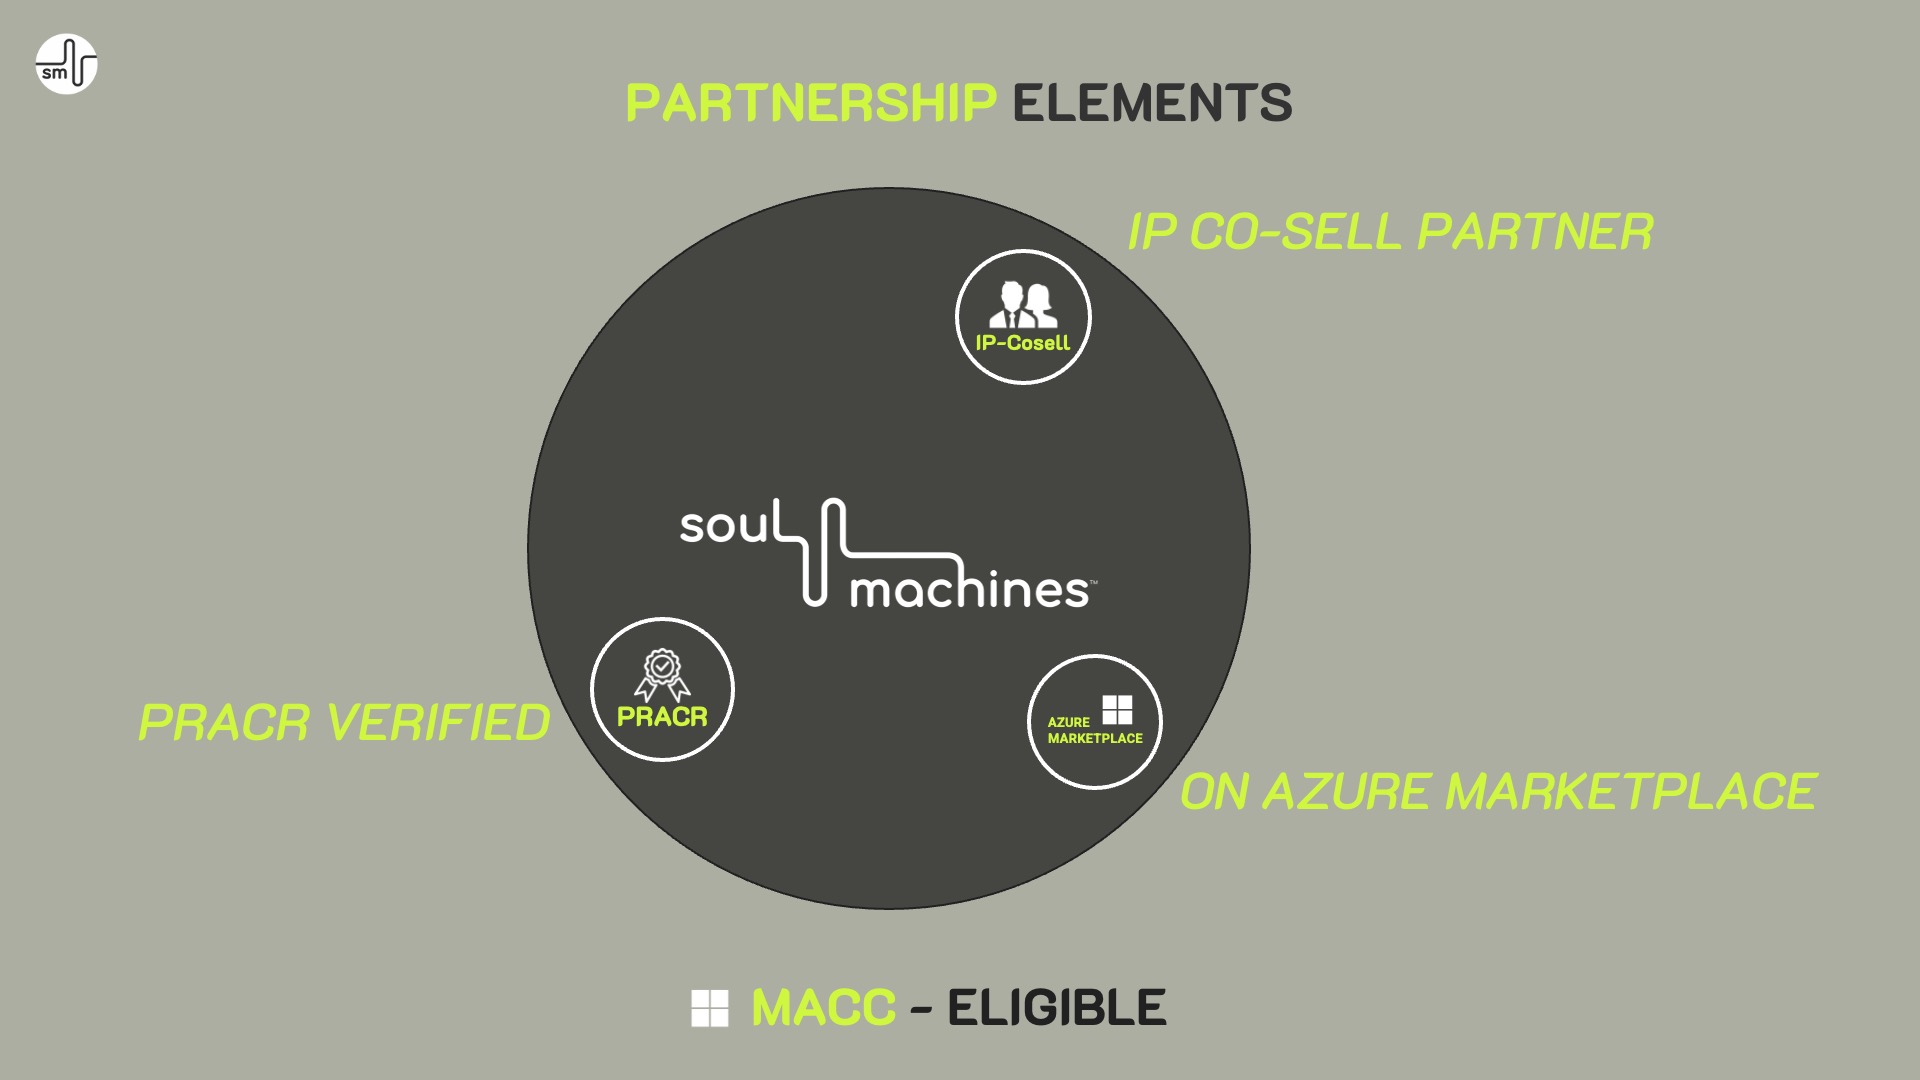 sm
PARTNERSHIP ELEMENTS
IP CO-SELL PARTNER
IP-Cosell
soul
machines™
PRACR
PRACR VERIFIED
AZURE
MARKETPLACE
ON AZURE MARKETPLACE
MACC - ELIGIBLE